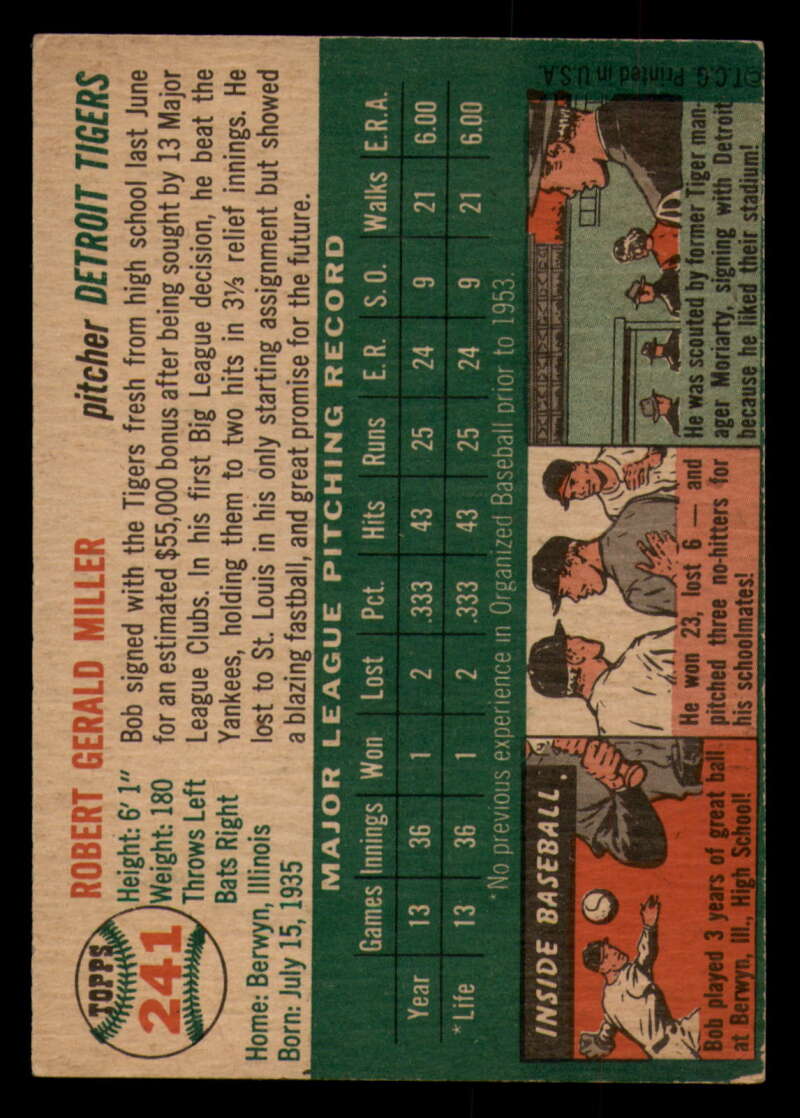 TOPPS
241
ROBERT GERALD MILLER
pitcher DETROIT TIGERS
Height: 6' 1"
Weight: 180
Throws Left
Bats Right
Home: Berwyn, Illinois
Born: July 15, 1935
Bob signed with the Tigers fresh from high school last June
for an estimated $55,000 bonus after being sought by 13 Major
League Clubs. In his first Big League decision, he beat the
Yankees, holding them to two hits in 3⅓ relief innings. He
lost to St. Louis in his only starting assignment but showed
a blazing fastball, and great promise for the future.
MAJOR LEAGUE PITCHING RECORD
Games Innings Won Lost Pct. Hits Runs E.R. S.O. Walks E.R.A.
Year 13 36 1 2 .333 43 25 24 9 21 6.00
*Life 13 36 1 2 .333 43 25 24 9 21 6.00
*No previous experience in Organized Baseball prior to 1953.
INSIDE BASEBALL.
Bob played 3 years of great ball
at Berwyn, Ill., High School!
He won 23, lost 6 — and
pitched three no-hitters for
his schoolmates!
He was scouted by former Tiger man-
ager Moriarty, signing with Detroit
because he liked their stadium!
©T.C.G. Printed in U.S.A.